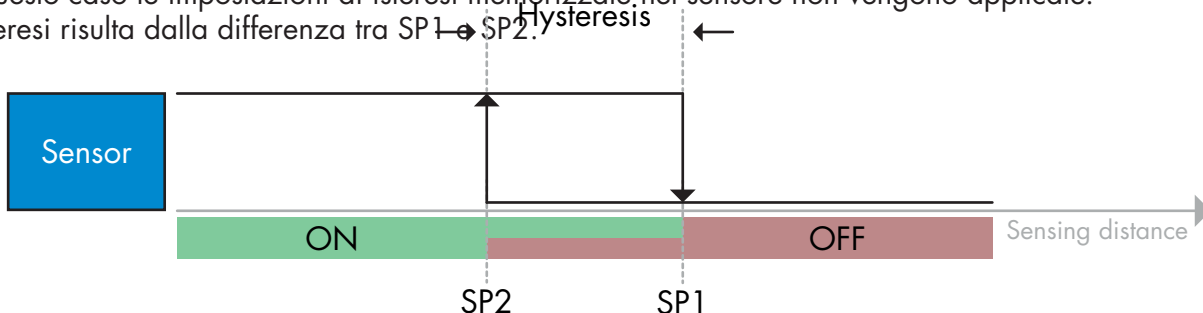 esto caso le impostazioni di isteresi memorizzate nel sensore non vengono applicate.
Hysteresis
eresi risulta dalla differenza tra SP1 e SP2.
Sensor
ON
OFF
Sensing distance
SP2
SP1